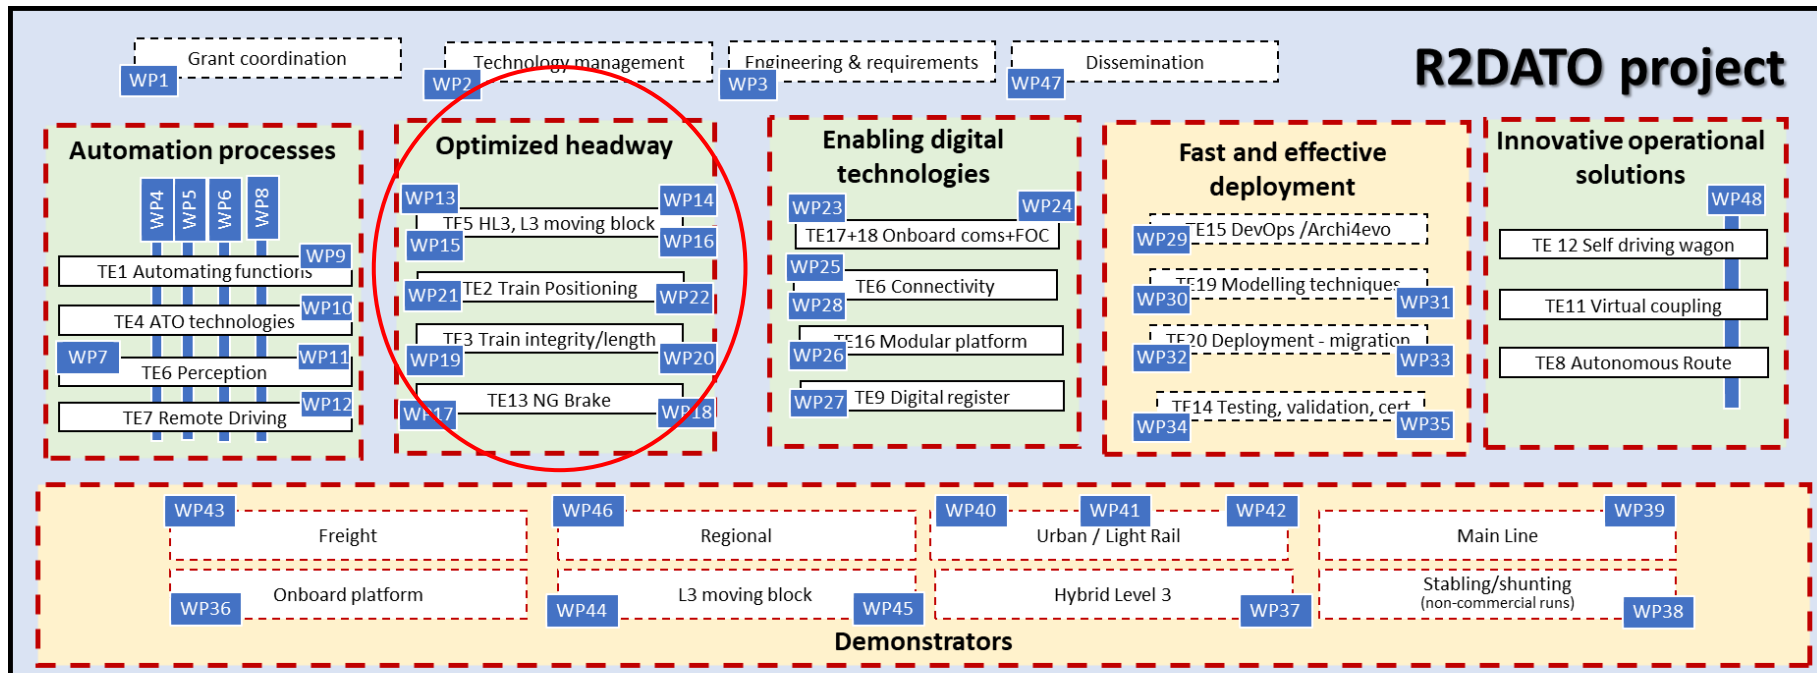 Grant coordination
WP1
Technology management
WP2
Engineering & requirements
WP3
Dissemination
WP47
R2DATO project
Automation processes
WP4
WP5
WP6
WP8
WP9
TE1 Automating functions
WP10
TE4 ATO technologies
WP7
WP11
TE6 Perception
WP12
TE7 Remote Driving
Optimized headway
WP13
WP14
TE5 HL3, L3 moving block
WP15
WP16
TE2 Train Positioning
WP21
WP22
TE3 Train integrity/length
WP19
WP20
TE13 NG Brake
WP17
WP18
Enabling digital
technologies
WP23
WP24
TE17+18 Onboard coms+FOC
WP25
TE6 Connectivity
WP28
TE16 Modular platform
WP26
TE9 Digital register
WP27
Fast and effective
deployment
TE15 DevOps /Archi4evo
WP29
TE19 Modelling techniques
WP30
WP31
TE20 Deployment - migration
WP32
WP33
TE14 Testing, validation, cert
WP34
WP35
Innovative operational
solutions
WP48
TE 12 Self driving wagon
TE11 Virtual coupling
TE8 Autonomous Route
WP43
Freight
WP46
Regional
WP40
WP41
WP42
Urban / Light Rail
WP39
Main Line
Onboard platform
WP36
L3 moving block
WP44
WP45
Hybrid Level 3
WP37
Stabling/shunting
(non-commercial runs)
WP38
Demonstrators